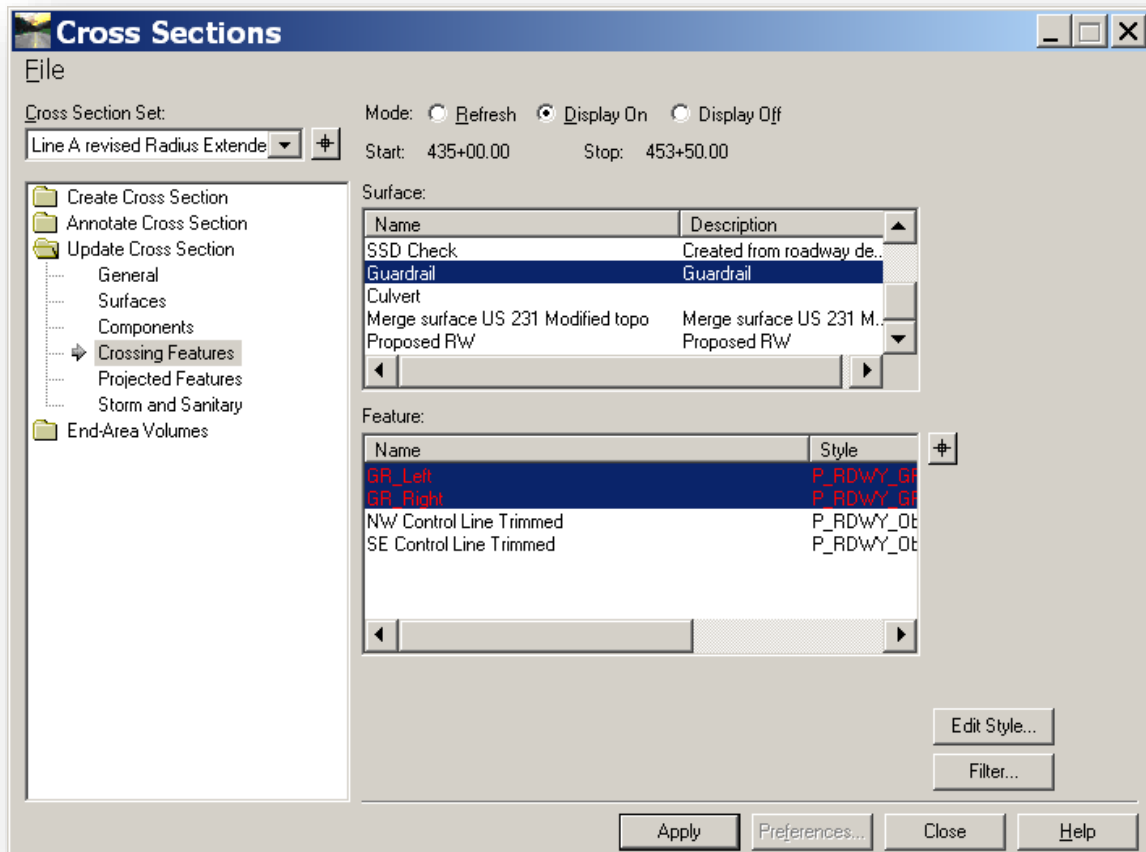 Cross Sections
File
Cross Section Set:
Line A revised Radius Extende
Mode: Refresh Display On Display Off
Start: 435+00.00 Stop: 453+50.00
Create Cross Section
Annotate Cross Section
Update Cross Section
General
Surfaces
Components
Crossing Features
Projected Features
Storm and Sanitary
End-Area Volumes
Surface:
Name Description
SSD Check Created from roadway de..
Guardrail Guardrail
Culvert
Merge surface US 231 Modified topo Merge surface US 231 M..
Proposed RW Proposed RW
Feature:
Name Style
GR_Left P_RDWY_GR
GR_Right P_RDWY_GR
NW Control Line Trimmed P_RDWY_Ob
SE Control Line Trimmed P_RDWY_Ob
Edit Style...
Filter...
Apply Preferences... Close Help